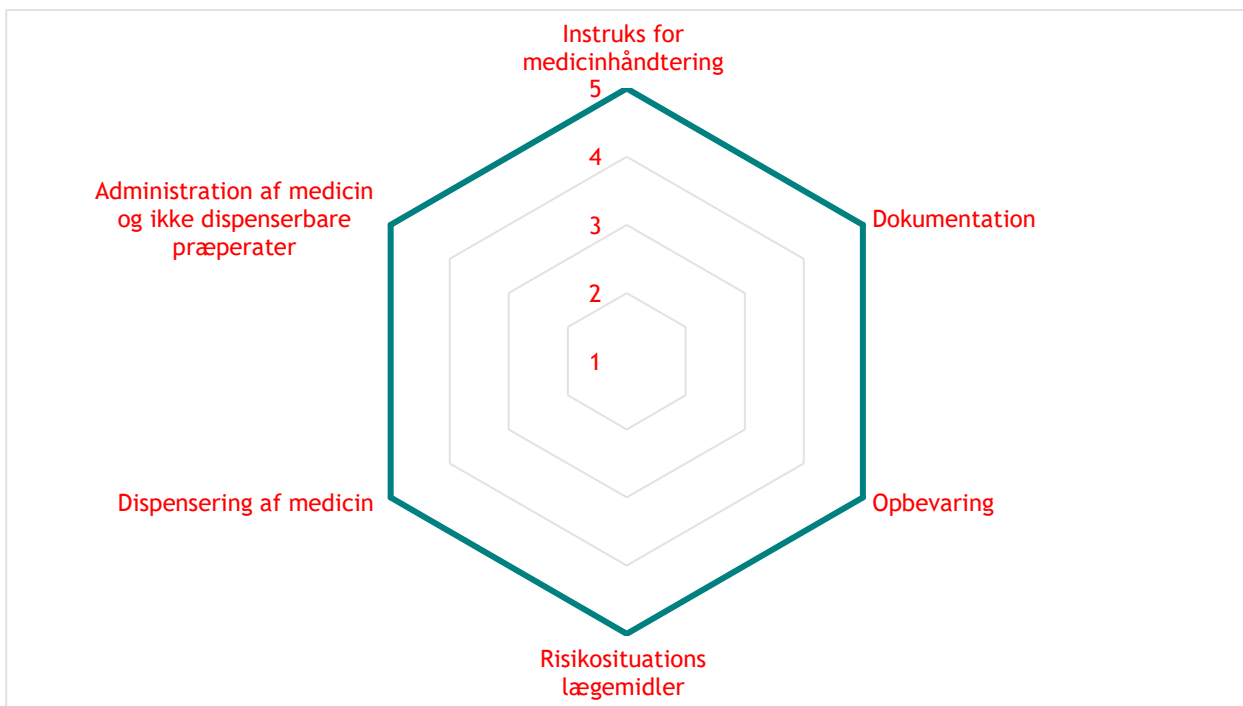 Instruks for
medicinhåndtering
5
4
3
2
1
Dokumentation
Opbevaring
Risikosituations
lægemidler
Dispensering af medicin
Administration af medicin
og ikke dispenserbare
præperater